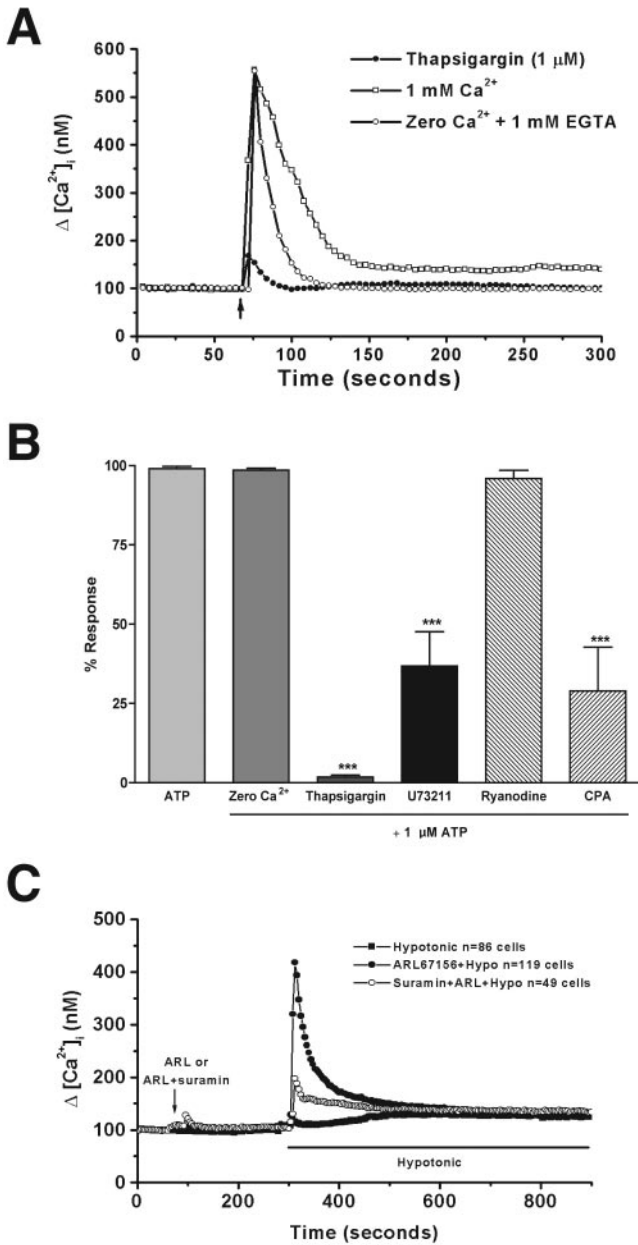 A
Δ [Ca²⁺]ᵢ (nM)
600
500
400
300
200
100
0
Thapsigargin (1 μM)
1 mM Ca²⁺
Zero Ca²⁺ + 1 mM EGTA
0 50 100 150 200 250 300
Time (seconds)
B
% Response
100
75
50
25
0
***
***
***
ATP Zero Ca²⁺ Thapsigargin U73211 Ryanodine CPA
+ 1 μM ATP
C
Δ [Ca²⁺]ᵢ (nM)
500
400
300
200
100
0
Hypotonic n=86 cells
ARL67156+Hypo n=119 cells
Suramin+ARL+Hypo n=49 cells
ARL or
ARL+suramin
Hypotonic
0 200 400 600 800
Time (seconds)